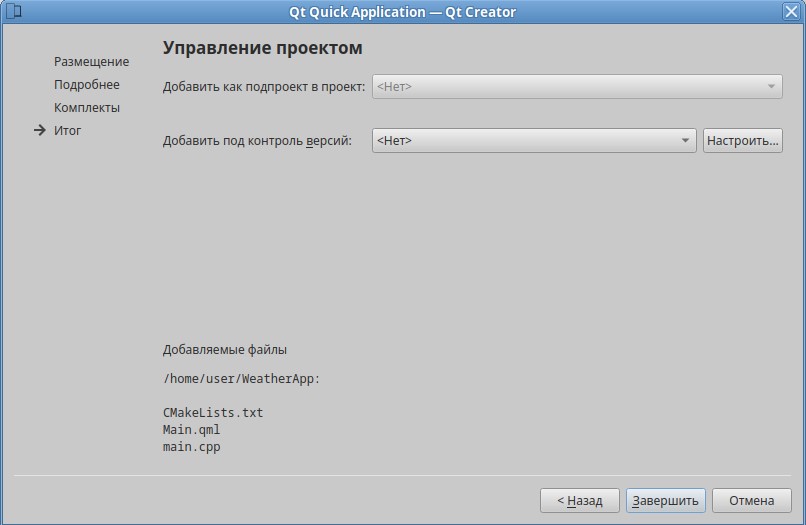 Qt Quick Application — Qt Creator
Управление проектом
Размещение
Подробнее
Комплекты
Итог
Добавить как подпроект в проект: <Нет>
Добавить под контроль версий: <Нет> Настроить...
Добавляемые файлы
/home/user/WeatherApp:
CMakeLists.txt
Main.qml
main.cpp
< Назад Завершить Отмена